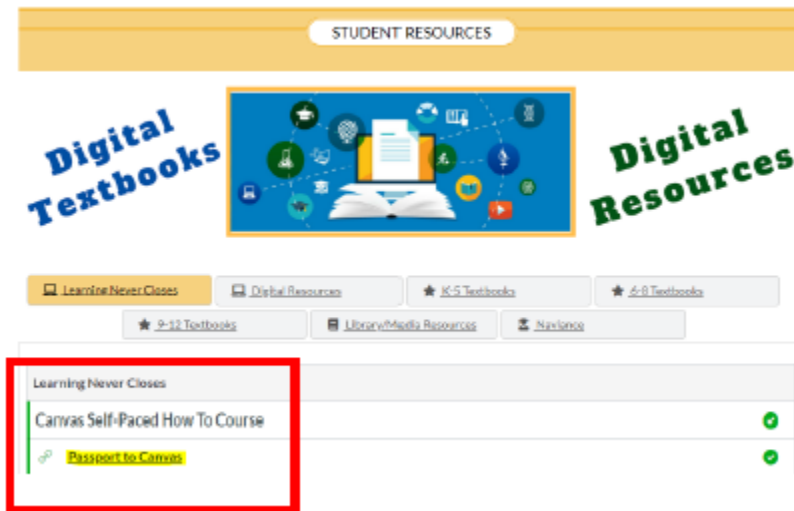 STUDENT RESOURCES
Digital
Textbooks
Digital
Resources
Learning Never Closes
Digital Resources
K-5 Textbooks
6-8 Textbooks
9-12 Textbooks
Library/Media Resources
Naviance
Learning Never Closes
Canvas Self-Paced How To Course
Passport to Canvas